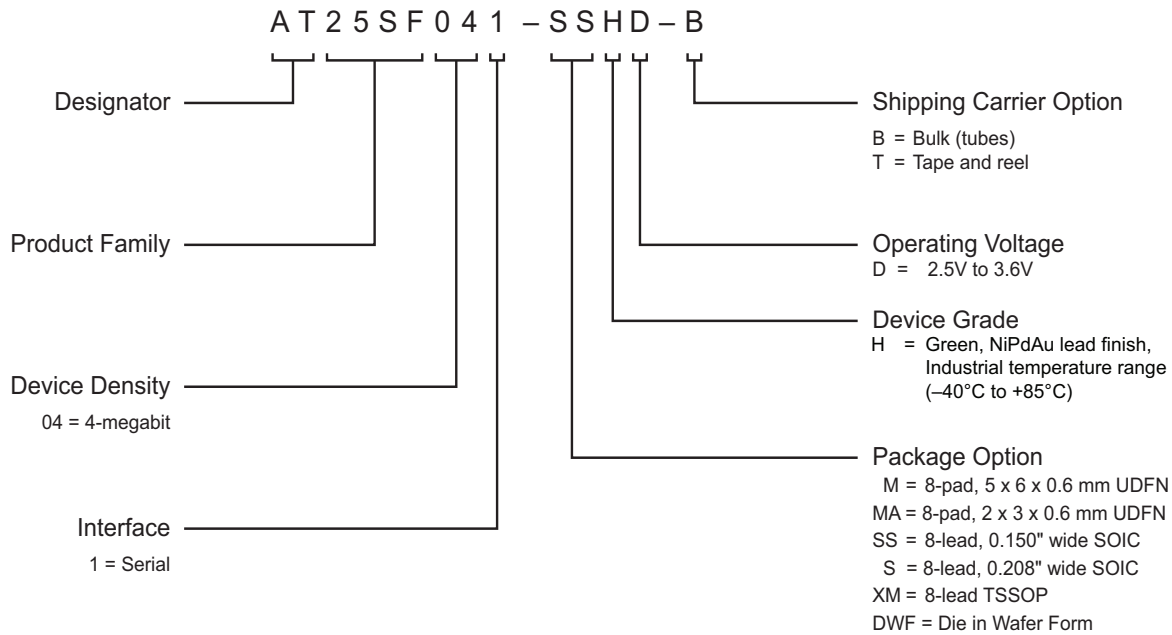 AT25SF041 – SSHD – B
Designator
Product Family
Device Density
04 = 4-megabit
Interface
1 = Serial
Shipping Carrier Option
B = Bulk (tubes)
T = Tape and reel
Operating Voltage
D = 2.5V to 3.6V
Device Grade
H = Green, NiPdAu lead finish,
Industrial temperature range
(–40°C to +85°C)
Package Option
M = 8-pad, 5 x 6 x 0.6 mm UDFN
MA = 8-pad, 2 x 3 x 0.6 mm UDFN
SS = 8-lead, 0.150" wide SOIC
S = 8-lead, 0.208" wide SOIC
XM = 8-lead TSSOP
DWF = Die in Wafer Form